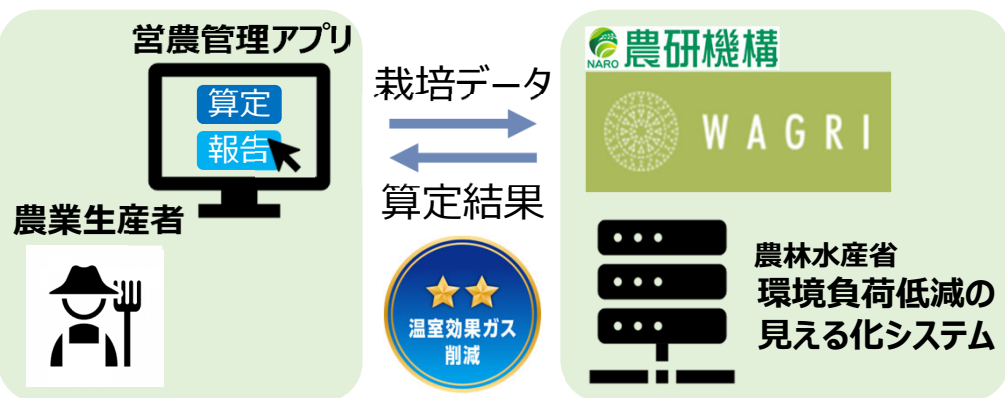 営農管理アプリ
算定
報告
農業生産者
栽培データ
算定結果
温室効果ガス
削減
NARO
農研機構
WAGRI
農林水産省
環境負荷低減の
見える化システム